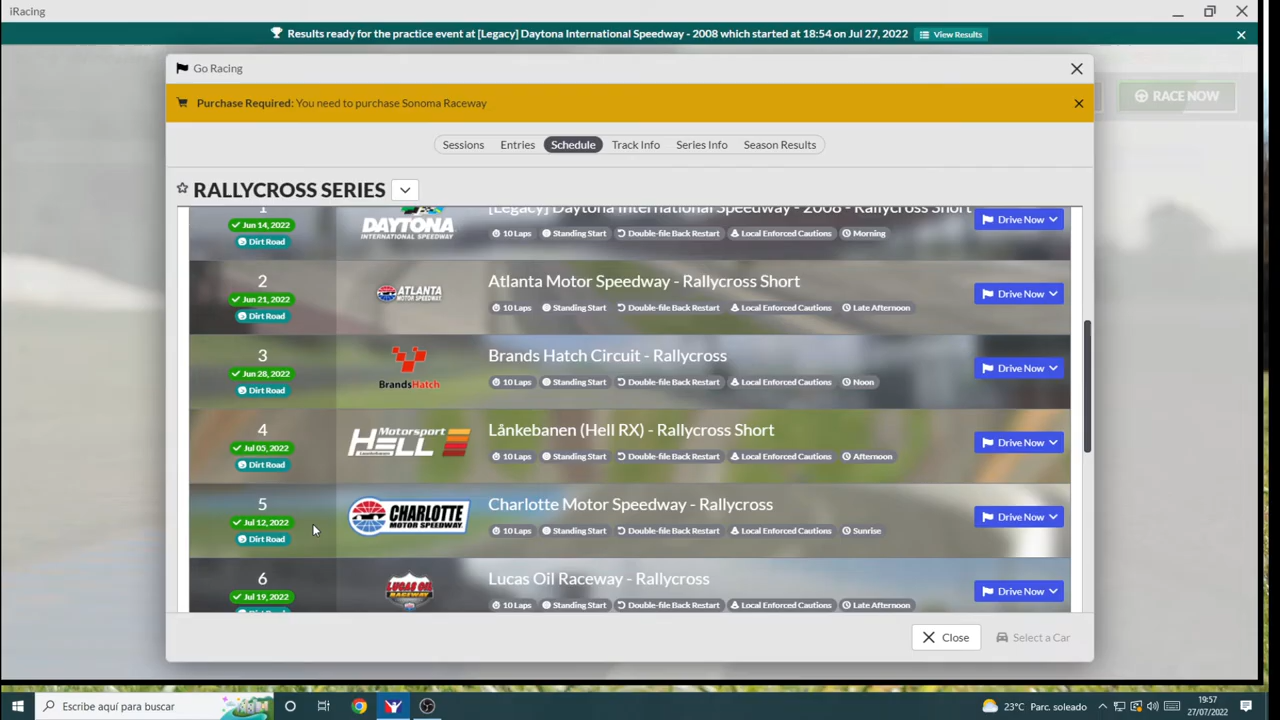 iRacing
Results ready for the practice event at [Legacy] Daytona International Speedway - 2008 which started at 18:54 on Jul 27, 2022 View Results
Go Racing
RACE NOW
Purchase Required: You need to purchase Sonoma Raceway
Sessions Entries Schedule Track Info Series Info Season Results
RALLYCROSS SERIES
1 [Legacy] Daytona International Speedway - 2008 - Rallycross Short Drive Now
Jun 14, 2022 DAYTONA INTERNATIONAL SPEEDWAY 10 Laps Standing Start Double-file Back Restart Local Enforced Cautions Morning
Dirt Road
2 Atlanta Motor Speedway - Rallycross Short Drive Now
Jun 21, 2022 ATLANTA MOTOR SPEEDWAY 10 Laps Standing Start Double-file Back Restart Local Enforced Cautions Late Afternoon
Dirt Road
3 Brands Hatch Circuit - Rallycross Drive Now
Jun 28, 2022 BrandsHatch 10 Laps Standing Start Double-file Back Restart Local Enforced Cautions Noon
Dirt Road
4 Motorsport HELL Lånkebanen (Hell RX) - Rallycross Short Drive Now
Jul 05, 2022 10 Laps Standing Start Double-file Back Restart Local Enforced Cautions Afternoon
Dirt Road
5 Charlotte Motor Speedway - Rallycross Drive Now
Jul 12, 2022 CHARLOTTE MOTOR SPEEDWAY 10 Laps Standing Start Double-file Back Restart Local Enforced Cautions Sunrise
Dirt Road
6 Lucas Oil Raceway - Rallycross Drive Now
Jul 19, 2022 LUCAS OIL RACEWAY 10 Laps Standing Start Double-file Back Restart Local Enforced Cautions Late Afternoon
Dirt Road
Close Select a Car
Escribe aquí para buscar 23°C Parc. soleado 19:57
27/07/2022